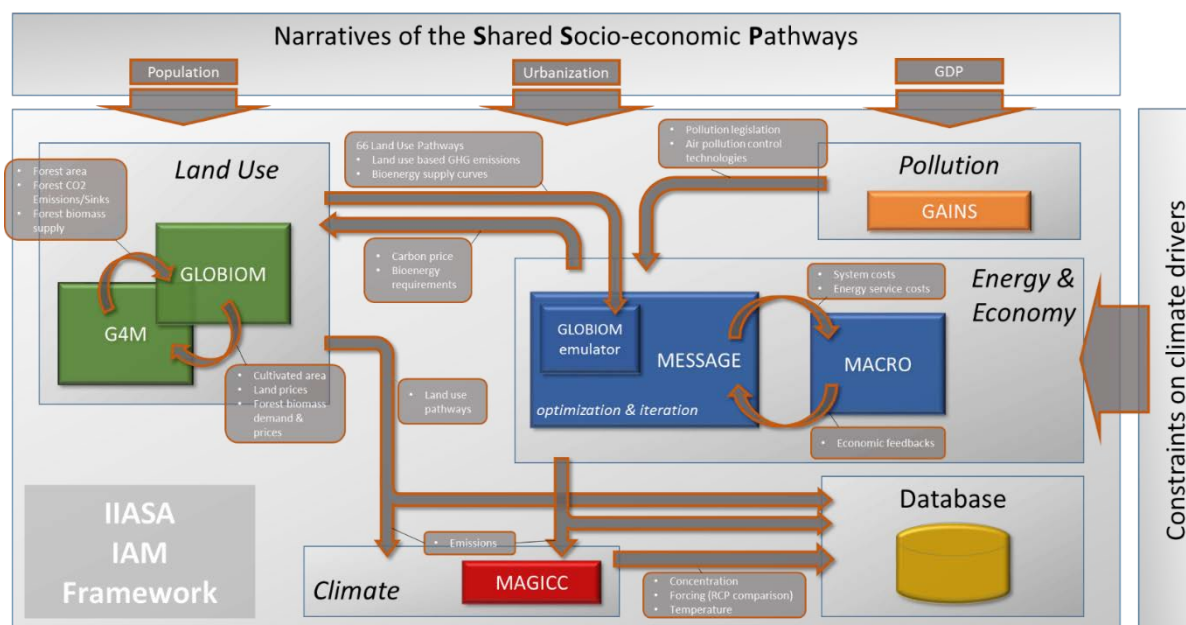 Narratives of the Shared Socio-economic Pathways
Population
Urbanization
GDP
Land Use
• Forest area
• Forest CO2
Emissions/Sinks
• Forest biomass
supply
GLOBIOM
G4M
• Cultivated area
• Land prices
• Forest biomass
demand &
prices
66 Land Use Pathways
• Land use based GHG emissions
• Bioenergy supply curves
• Carbon price
• Bioenergy
requirements
• Pollution legislation
• Air pollution control
technologies
Pollution
GAINS
Energy &
Economy
• System costs
• Energy service costs
GLOBIOM
emulator
MESSAGE
optimization & iteration
MACRO
• Economic feedbacks
• Land use
pathways
Constraints on climate drivers
IIASA
IAM
Framework
• Emissions
Climate
MAGICC
• Concentration
• Forcing (RCP comparison)
• Temperature
Database